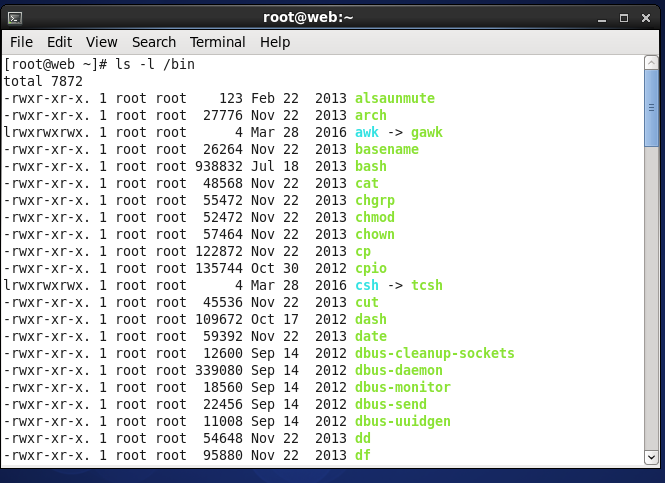 root@web:~
File Edit View Search Terminal Help
[root@web ~]# ls -l /bin
total 7872
-rwxr-xr-x. 1 root root    123 Feb 22  2013 alsaunmute
-rwxr-xr-x. 1 root root  27776 Nov 22  2013 arch
lrwxrwxrwx. 1 root root      4 Mar 28  2016 awk -> gawk
-rwxr-xr-x. 1 root root  26264 Nov 22  2013 basename
-rwxr-xr-x. 1 root root 938832 Jul 18  2013 bash
-rwxr-xr-x. 1 root root  48568 Nov 22  2013 cat
-rwxr-xr-x. 1 root root  55472 Nov 22  2013 chgrp
-rwxr-xr-x. 1 root root  52472 Nov 22  2013 chmod
-rwxr-xr-x. 1 root root  57464 Nov 22  2013 chown
-rwxr-xr-x. 1 root root 122872 Nov 22  2013 cp
-rwxr-xr-x. 1 root root 135744 Oct 30  2012 cpio
lrwxrwxrwx. 1 root root      4 Mar 28  2016 csh -> tcsh
-rwxr-xr-x. 1 root root  45536 Nov 22  2013 cut
-rwxr-xr-x. 1 root root 109672 Oct 17  2012 dash
-rwxr-xr-x. 1 root root  59392 Nov 22  2013 date
-rwxr-xr-x. 1 root root  12600 Sep 14  2012 dbus-cleanup-sockets
-rwxr-xr-x. 1 root root 339080 Sep 14  2012 dbus-daemon
-rwxr-xr-x. 1 root root  18560 Sep 14  2012 dbus-monitor
-rwxr-xr-x. 1 root root  22456 Sep 14  2012 dbus-send
-rwxr-xr-x. 1 root root  11008 Sep 14  2012 dbus-uuidgen
-rwxr-xr-x. 1 root root  54648 Nov 22  2013 dd
-rwxr-xr-x. 1 root root  95880 Nov 22  2013 df